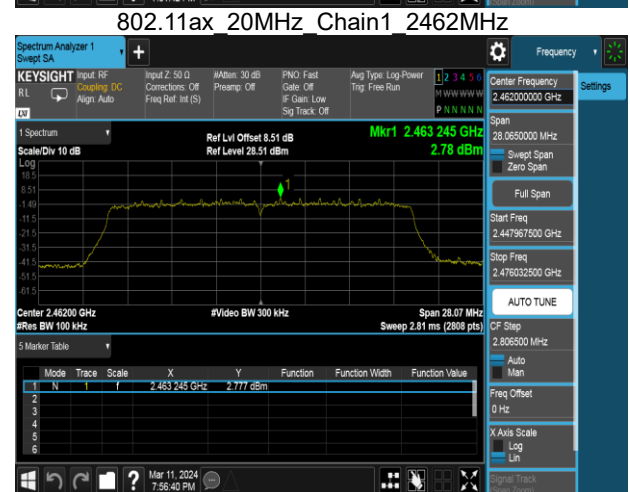 802.11ax_20MHz_Chain1_2462MHz
Spectrum Analyzer 1
Swept SA
Frequency
KEYSIGHT Input: RF
RL Coupling: DC
Align: Auto
LXI
Input Z: 50 Ω
Corrections: Off
Freq Ref: Int (S)
#Atten: 30 dB
Preamp: Off
PNO: Fast
Gate: Off
IF Gain: Low
Sig Track: Off
Avg Type: Log-Power
Trig: Free Run
1 2 3 4 5 6
M W W W W W
P N N N N N
Center Frequency
2.462000000 GHz
Settings
1 Spectrum
Scale/Div 10 dB
Ref Lvl Offset 8.51 dB
Ref Level 28.51 dBm
Mkr1 2.463 245 GHz
2.78 dBm
Log
18.5
8.51
-1.49
-11.5
-21.5
-31.5
-41.5
-51.5
-61.5
1
Center 2.46200 GHz
#Res BW 100 kHz
#Video BW 300 kHz
Span 28.07 MHz
Sweep 2.81 ms (2808 pts)
Span
28.0650000 MHz
Swept Span
Zero Span
Full Span
Start Freq
2.447967500 GHz
Stop Freq
2.476032500 GHz
AUTO TUNE
CF Step
2.806500 MHz
Auto
Man
Freq Offset
0 Hz
X Axis Scale
Log
Lin
Signal Track
(Span Zoom)
5 Marker Table
Mode Trace Scale X Y Function Function Width Function Value
1 N 1 f 2.463 245 GHz 2.777 dBm
2
3
4
5
6
?
Mar 11, 2024
7:56:40 PM